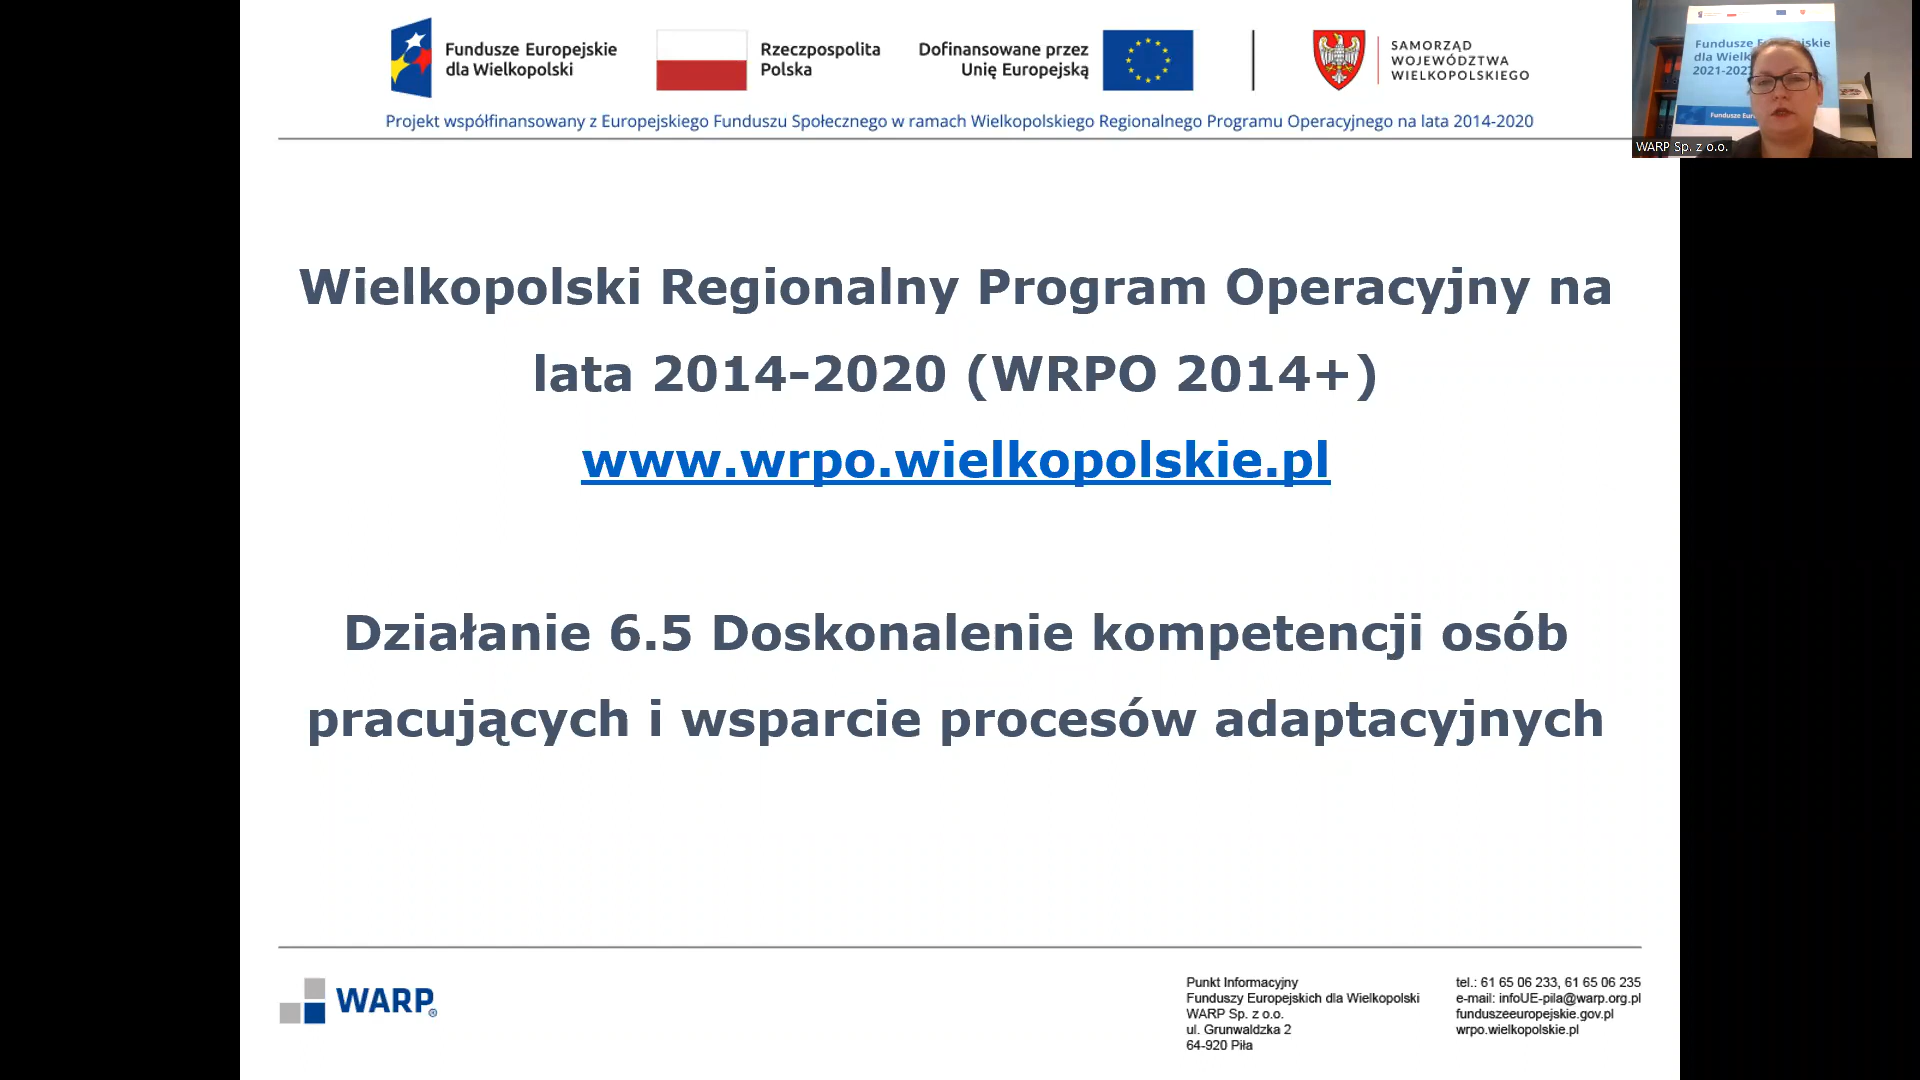 Fundusze Europejskie
dla Wielkopolski
Rzeczpospolita
Polska
Dofinansowane przez
Unię Europejską
SAMORZĄD
WOJEWÓDZTWA
WIELKOPOLSKIEGO
Projekt współfinansowany z Europejskiego Funduszu Społecznego w ramach Wielkopolskiego Regionalnego Programu Operacyjnego na lata 2014-2020
Fundusze
dla
2021-202
Fundusze
WARP Sp. z o.o.
Wielkopolski Regionalny Program Operacyjny na
lata 2014-2020 (WRPO 2014+)
www.wrpo.wielkopolskie.pl
Działanie 6.5 Doskonalenie kompetencji osób
pracujących i wsparcie procesów adaptacyjnych
WARP®
Punkt Informacyjny
Funduszy Europejskich dla Wielkopolski
WARP Sp. z o.o.
ul. Grunwaldzka 2
64-920 Piła
tel.: 61 65 06 233, 61 65 06 235
e-mail: infoUE-pila@warp.org.pl
funduszeeuropejskie.gov.pl
wrpo.wielkopolskie.pl